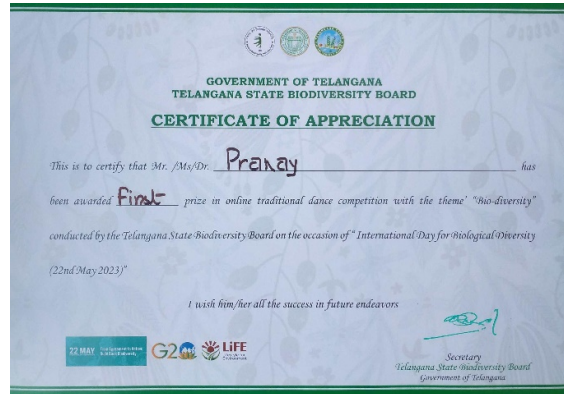 GOVERNMENT OF TELANGANA
TELANGANA STATE BIODIVERSITY BOARD
CERTIFICATE OF APPRECIATION
This is to certify that Mr. /Ms/Dr. Pranay has
been awarded First prize in online traditional dance competition with the theme' "Bio-diversity"
conducted by the Telangana State Biodiversity Board on the occasion of " International Day for Biological Diversity
(22nd May 2023)"
I wish him/her all the success in future endeavors
22 MAY
G20
LiFE
Secretary
Telangana State Biodiversity Board
Government of Telangana